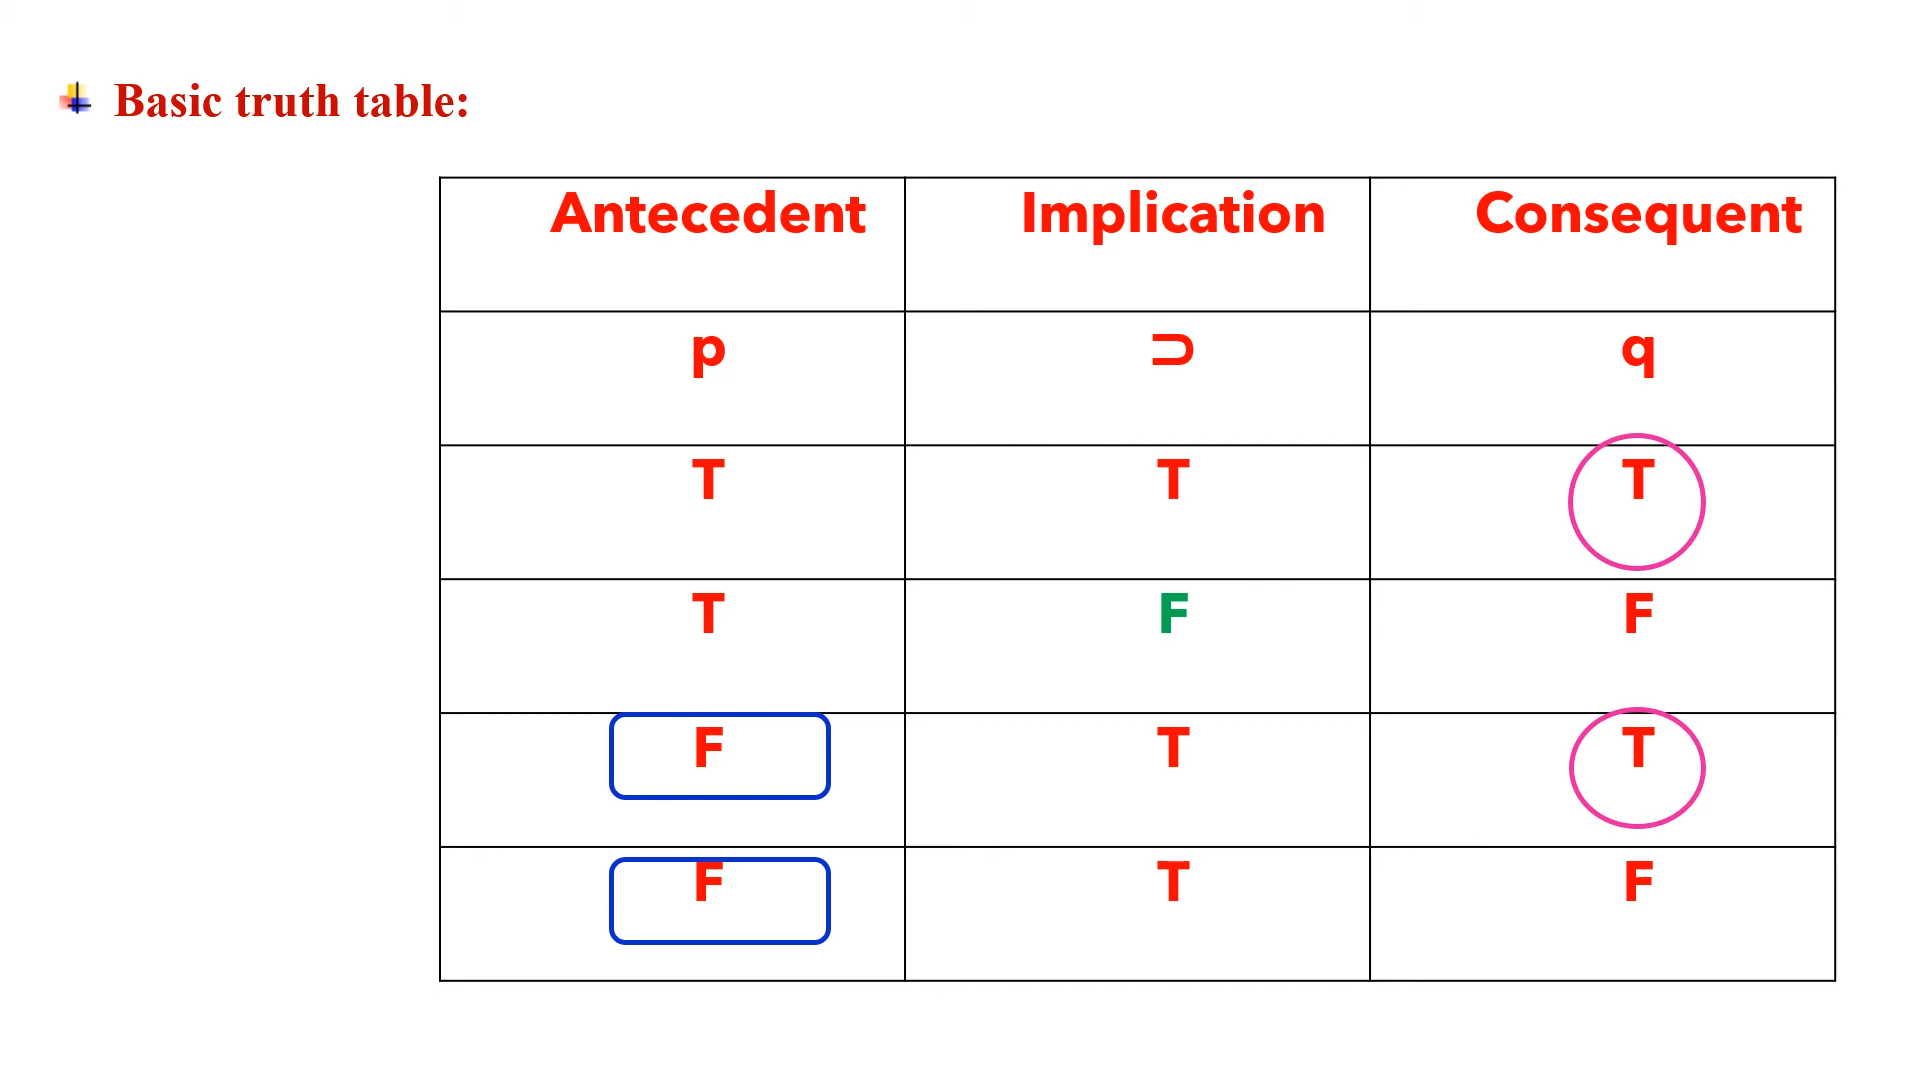 Basic truth table:
Antecedent Implication Consequent
p ⊃ q
T T T
T F F
F T T
F T F